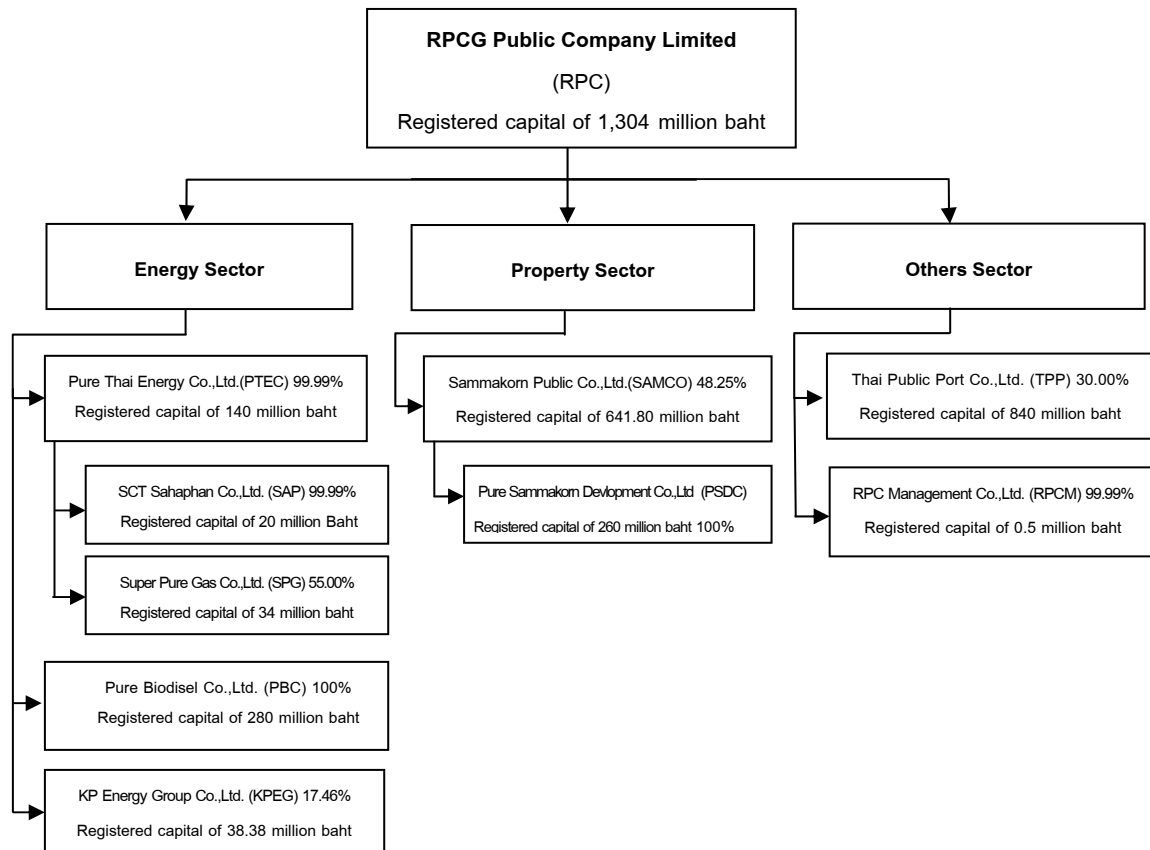 RPCG Public Company Limited
(RPC)
Registered capital of 1,304 million baht
Energy Sector
Property Sector
Others Sector
Pure Thai Energy Co.,Ltd.(PTEC) 99.99%
Registered capital of 140 million baht
SCT Sahaphan Co.,Ltd. (SAP) 99.99%
Registered capital of 20 million Baht
Super Pure Gas Co.,Ltd. (SPG) 55.00%
Registered capital of 34 million baht
Pure Biodisel Co.,Ltd. (PBC) 100%
Registered capital of 280 million baht
KP Energy Group Co.,Ltd. (KPEG) 17.46%
Registered capital of 38.38 million baht
Sammakorn Public Co.,Ltd.(SAMCO) 48.25%
Registered capital of 641.80 million baht
Pure Sammakorn Devlopment Co.,Ltd (PSDC)
Registered capital of 260 million baht 100%
Thai Public Port Co.,Ltd. (TPP) 30.00%
Registered capital of 840 million baht
RPC Management Co.,Ltd. (RPCM) 99.99%
Registered capital of 0.5 million baht